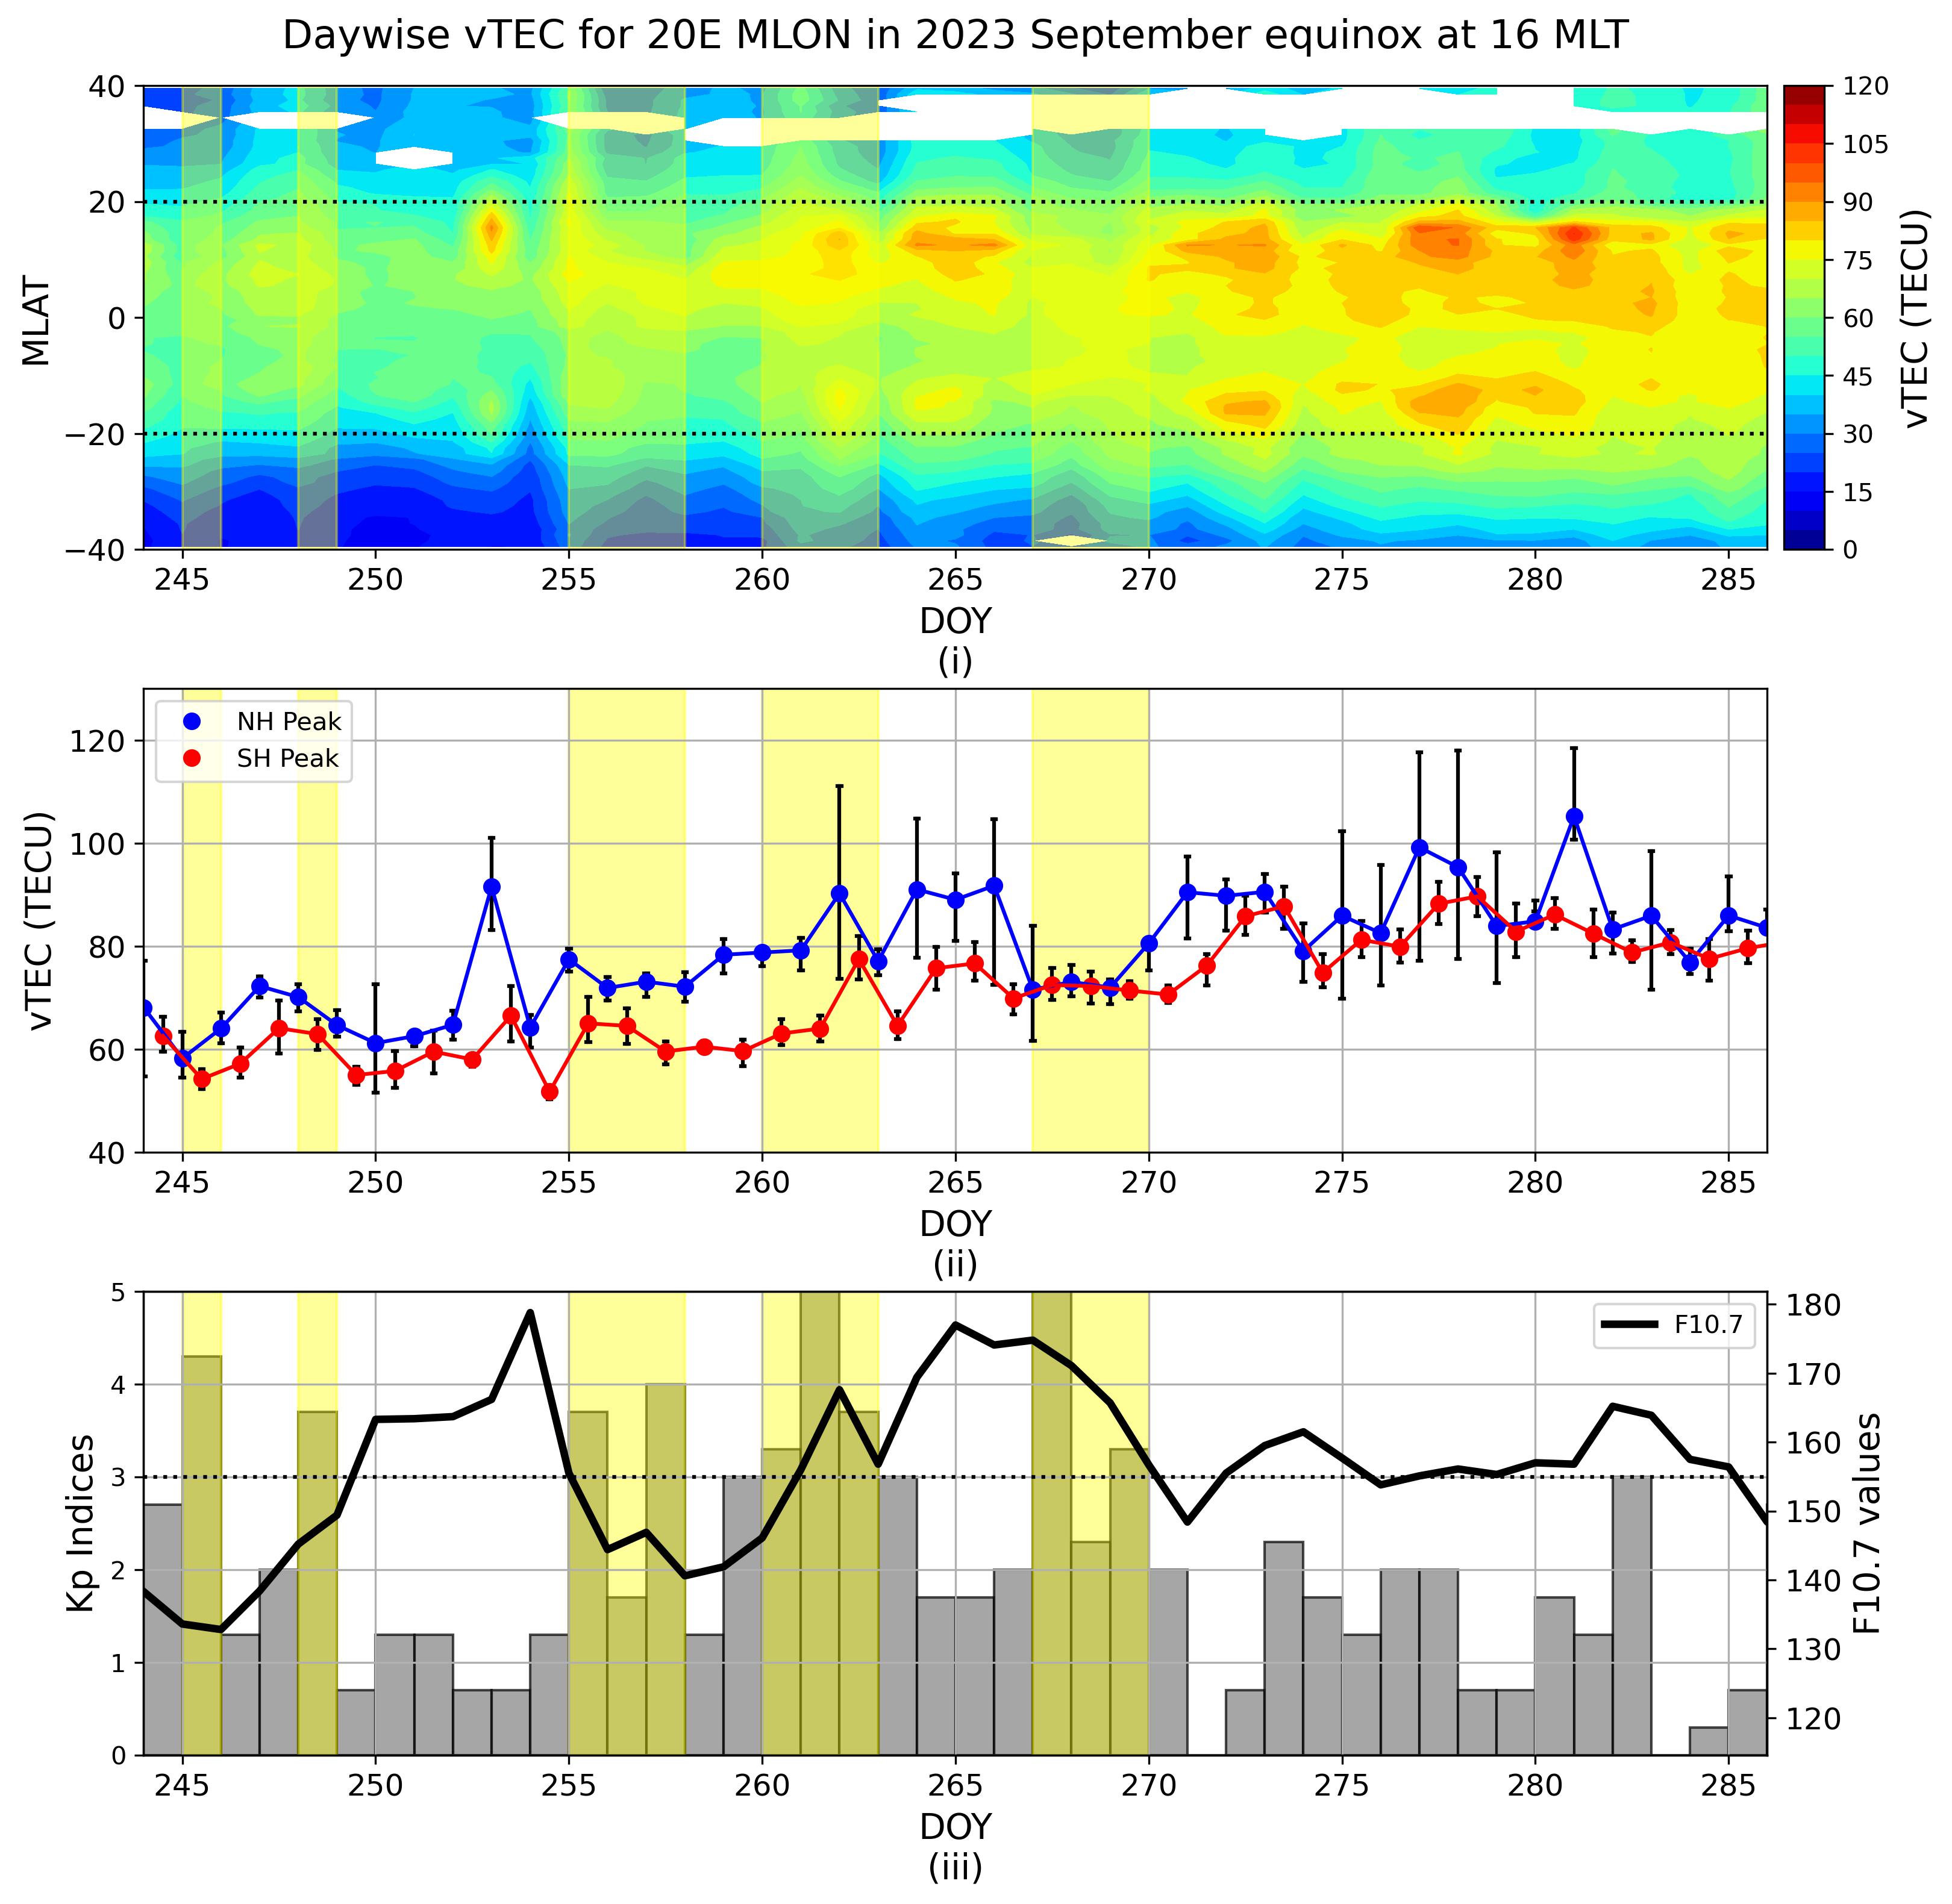 Daywise vTEC for 20E MLON in 2023 September equinox at 16 MLT
40
20
0
−20
−40
MLAT
245 250 255 260 265 270 275 280 285
DOY
(i)
120
105
90
75
60
45
30
15
0
vTEC (TECU)
NH Peak
SH Peak
120
100
80
60
40
vTEC (TECU)
245 250 255 260 265 270 275 280 285
DOY
(ii)
F10.7
5
4
3
2
1
0
Kp Indices
180
170
160
150
140
130
120
F10.7 values
245 250 255 260 265 270 275 280 285
DOY
(iii)